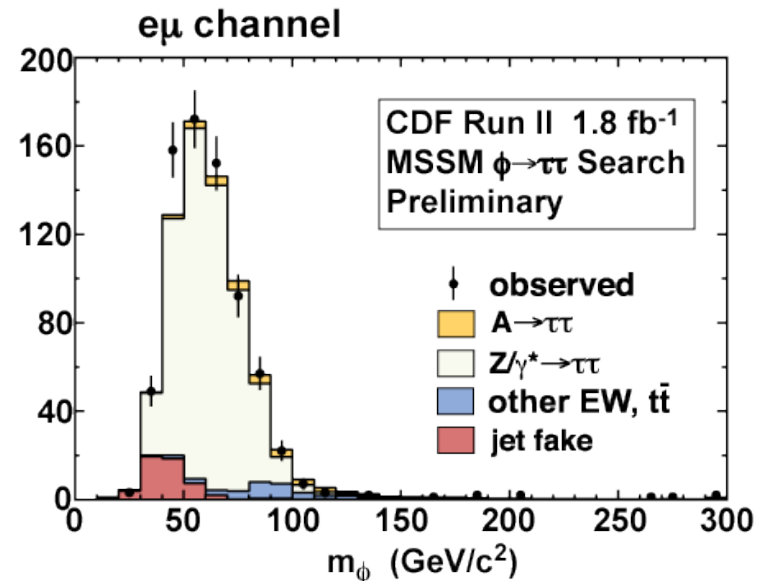 eμ channel
200
160
120
80
40
0
CDF Run II 1.8 fb⁻¹
MSSM ϕ→ττ Search
Preliminary
observed
A→ττ
Z/γ*→ττ
other EW, tt̄
jet fake
0 50 100 150 200 250 300
m_ϕ (GeV/c²)